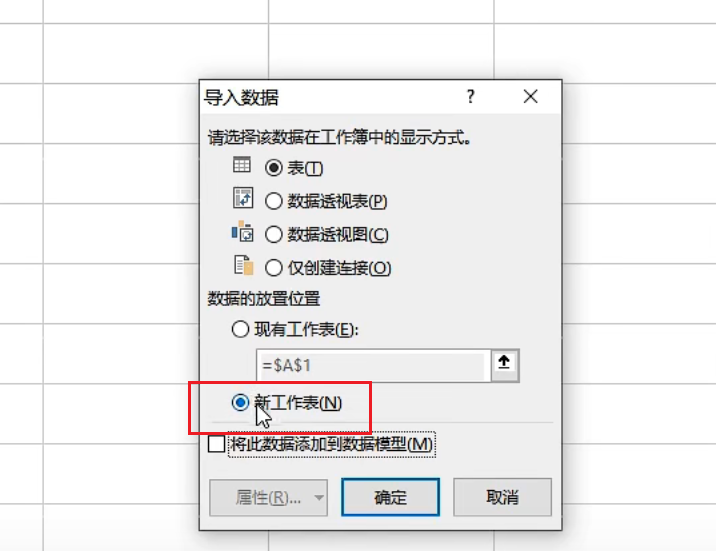 导入数据
?
请选择该数据在工作簿中的显示方式。
表(T)
数据透视表(P)
数据透视图(C)
仅创建连接(O)
数据的放置位置
现有工作表(E):
=$A$1
新工作表(N)
将此数据添加到数据模型(M)
属性(R)... 确定 取消